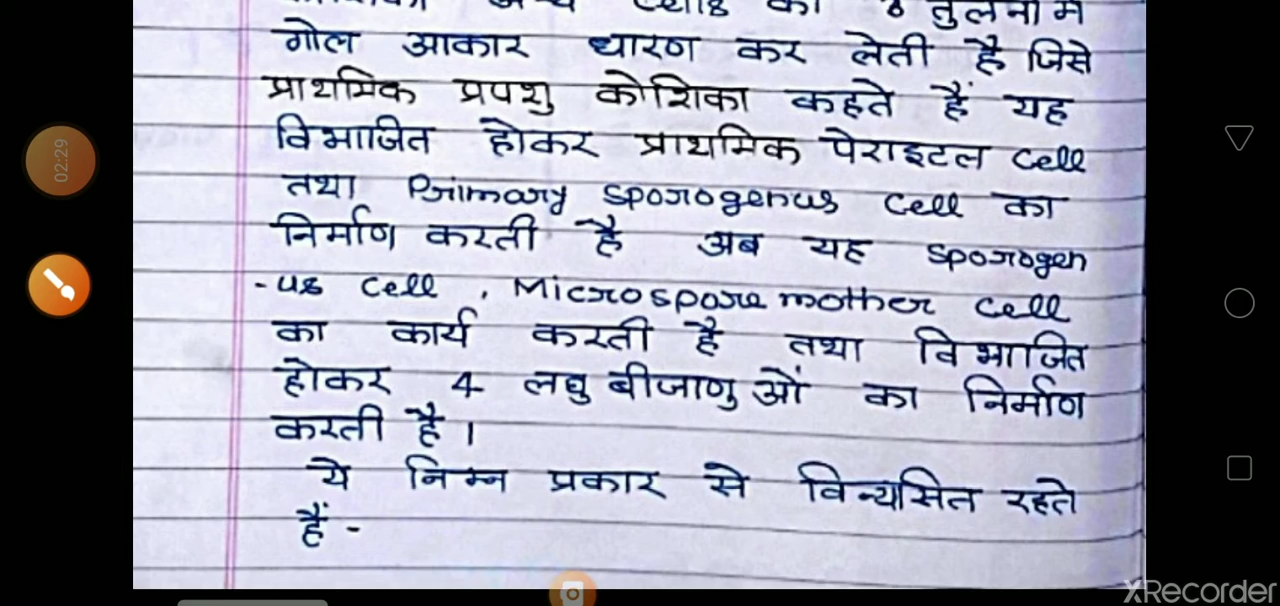 तुलना में
गोल आकार धारण कर लेती है जिसे
प्राथमिक प्रपशु कोशिका कहते हैं यह
विभाजित होकर प्राथमिक पेराइटल cell
तथा Primary sporogenus cell का
निर्माण करती है अब यह sporogen
-us cell, Microspore mother cell
का कार्य करती है तथा विभाजित
होकर 4 लघु बीजाणुओं का निर्माण
करती है।
ये निम्न प्रकार से विन्यसित रहते
हैं -
02:29
XRecorder